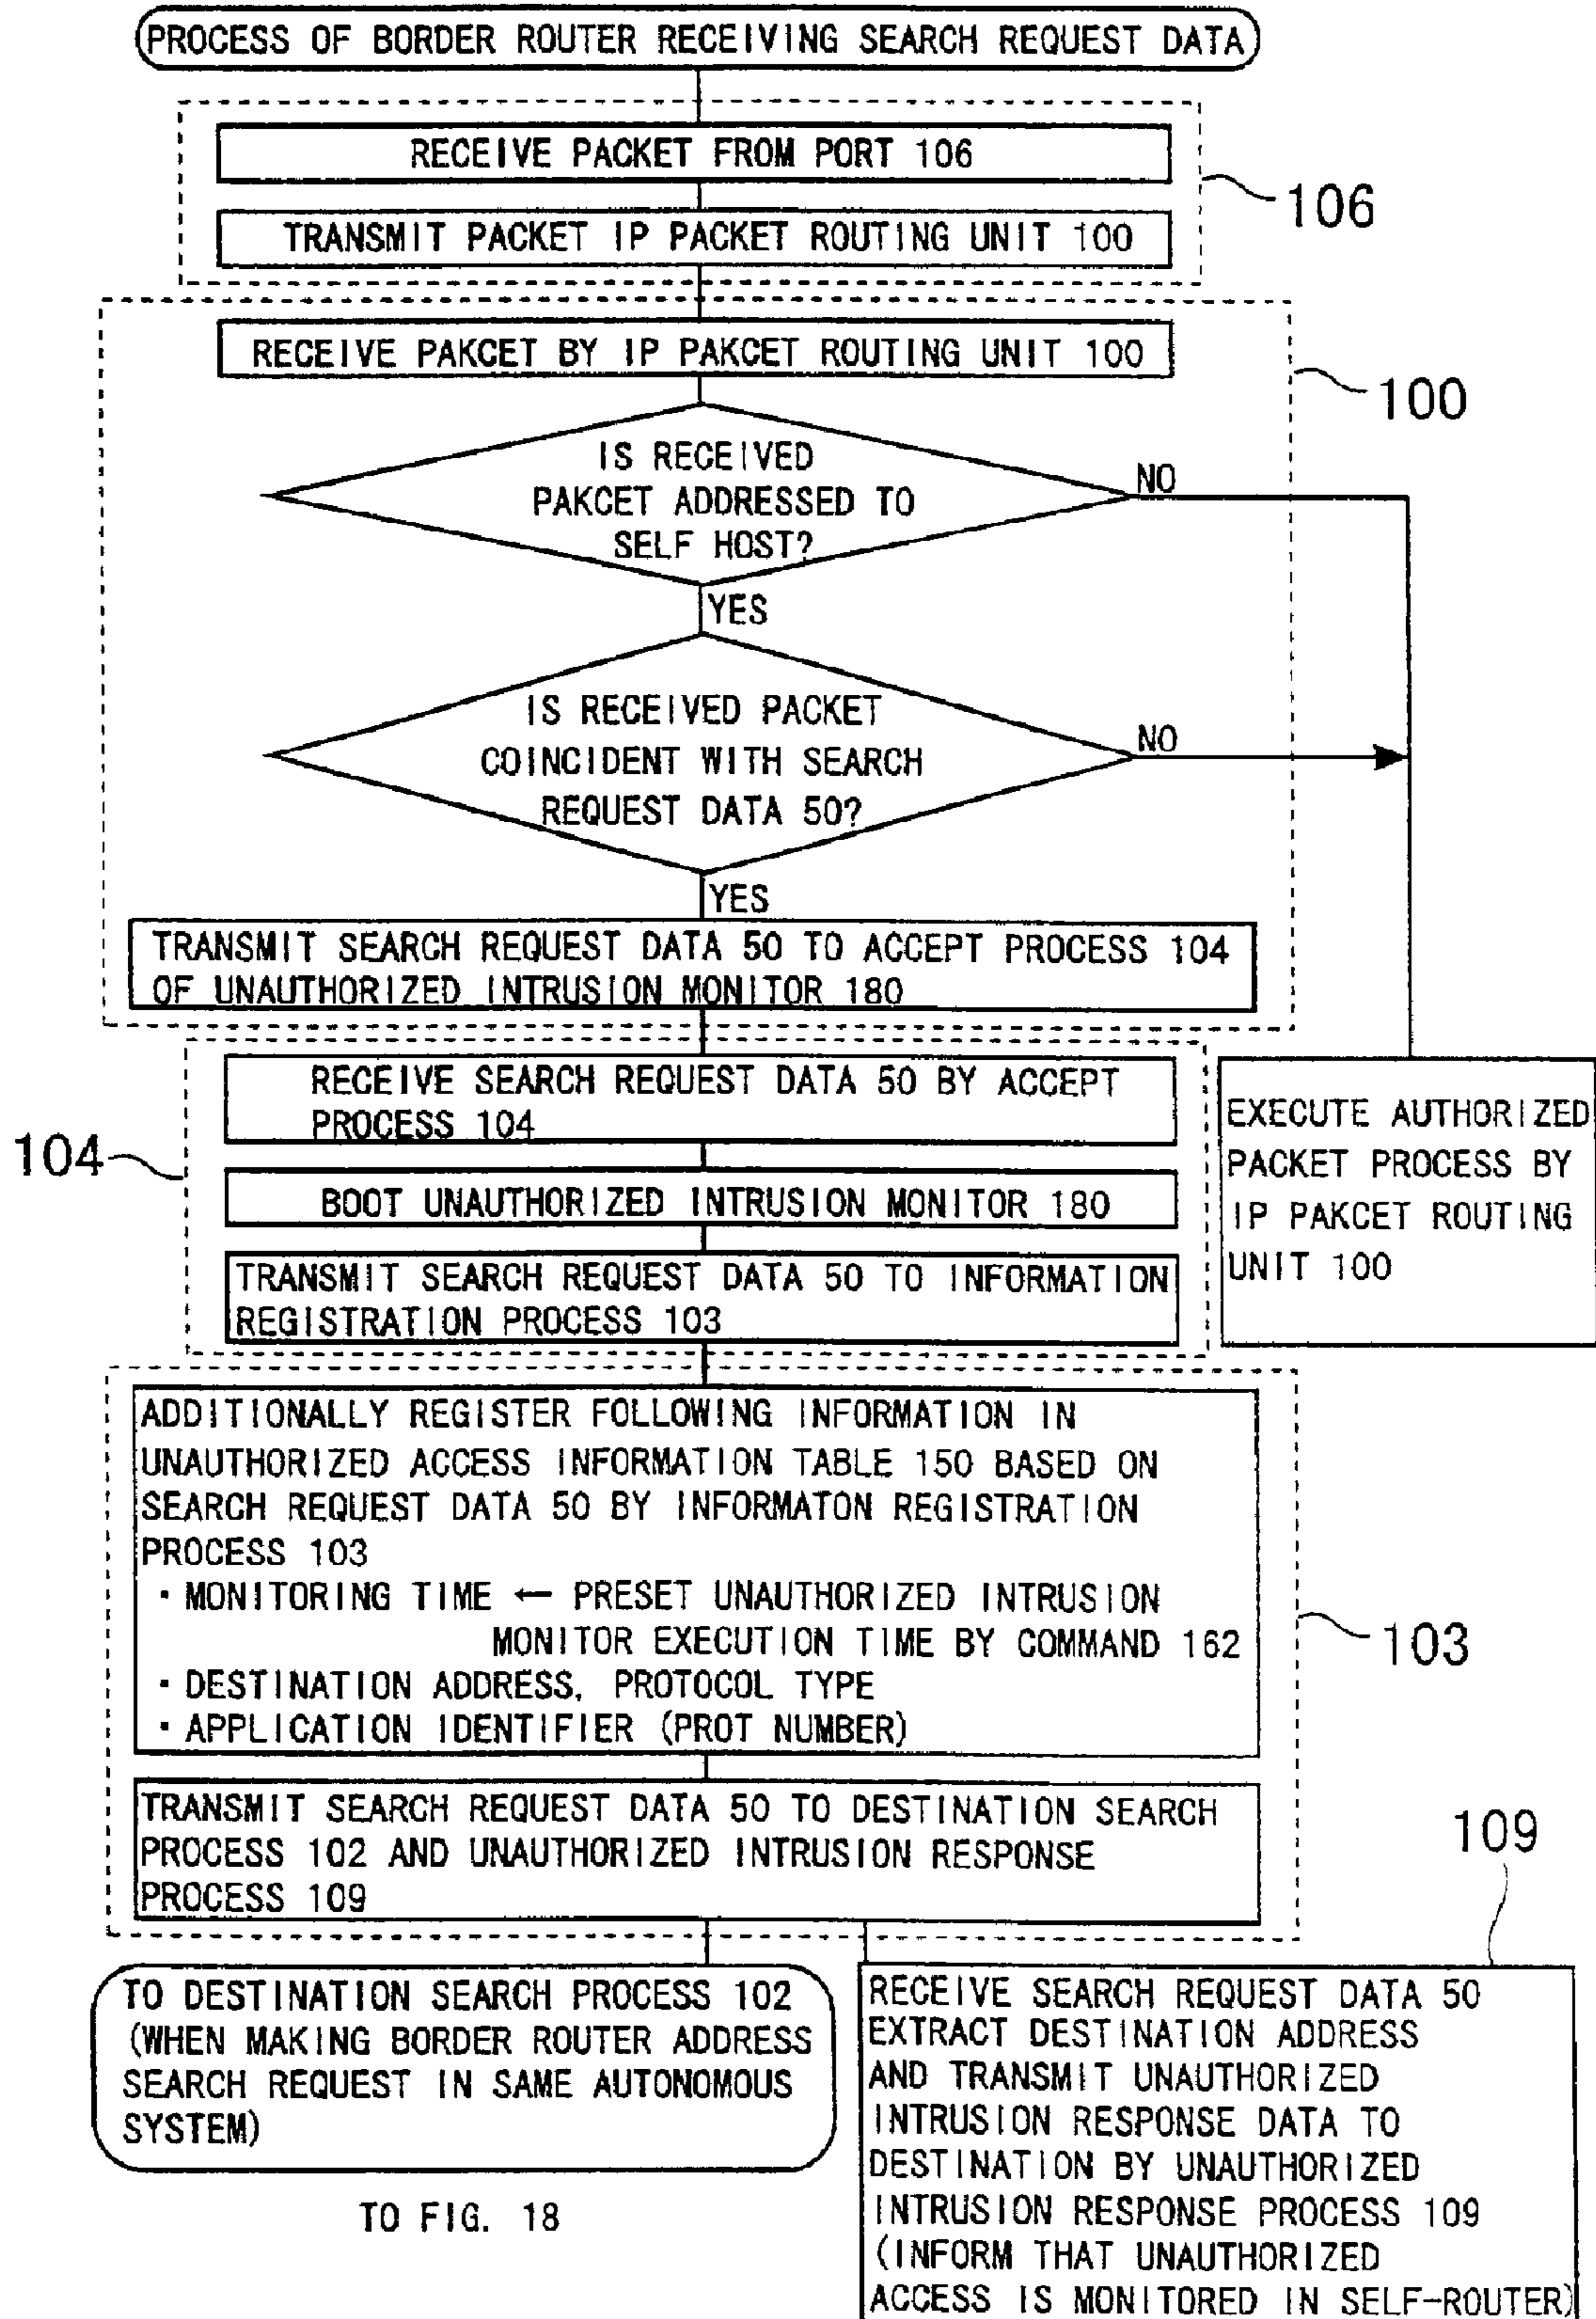 PROCESS OF BORDER ROUTER RECEIVING SEARCH REQUEST DATA
RECEIVE PACKET FROM PORT 106
TRANSMIT PACKET IP PACKET ROUTING UNIT 100
106
RECEIVE PAKCET BY IP PAKCET ROUTING UNIT 100
100
IS RECEIVED
PAKCET ADDRESSED TO
SELF HOST?
NO
YES
IS RECEIVED PACKET
COINCIDENT WITH SEARCH
REQUEST DATA 50?
NO
YES
TRANSMIT SEARCH REQUEST DATA 50 TO ACCEPT PROCESS 104
OF UNAUTHORIZED INTRUSION MONITOR 180
RECEIVE SEARCH REQUEST DATA 50 BY ACCEPT
PROCESS 104
104
BOOT UNAUTHORIZED INTRUSION MONITOR 180
TRANSMIT SEARCH REQUEST DATA 50 TO INFORMATION
REGISTRATION PROCESS 103
EXECUTE AUTHORIZED
PACKET PROCESS BY
IP PAKCET ROUTING
UNIT 100
ADDITIONALLY REGISTER FOLLOWING INFORMATION IN
UNAUTHORIZED ACCESS INFORMATION TABLE 150 BASED ON
SEARCH REQUEST DATA 50 BY INFORMATON REGISTRATION
PROCESS 103
・MONITORING TIME ← PRESET UNAUTHORIZED INTRUSION
MONITOR EXECUTION TIME BY COMMAND 162
・DESTINATION ADDRESS, PROTOCOL TYPE
・APPLICATION IDENTIFIER (PROT NUMBER)
103
TRANSMIT SEARCH REQUEST DATA 50 TO DESTINATION SEARCH
PROCESS 102 AND UNAUTHORIZED INTRUSION RESPONSE
PROCESS 109
109
TO DESTINATION SEARCH PROCESS 102
(WHEN MAKING BORDER ROUTER ADDRESS
SEARCH REQUEST IN SAME AUTONOMOUS
SYSTEM)
TO FIG. 18
RECEIVE SEARCH REQUEST DATA 50
EXTRACT DESTINATION ADDRESS
AND TRANSMIT UNAUTHORIZED
INTRUSION RESPONSE DATA TO
DESTINATION BY UNAUTHORIZED
INTRUSION RESPONSE PROCESS 109
(INFORM THAT UNAUTHORIZED
ACCESS IS MONITORED IN SELF-ROUTER)